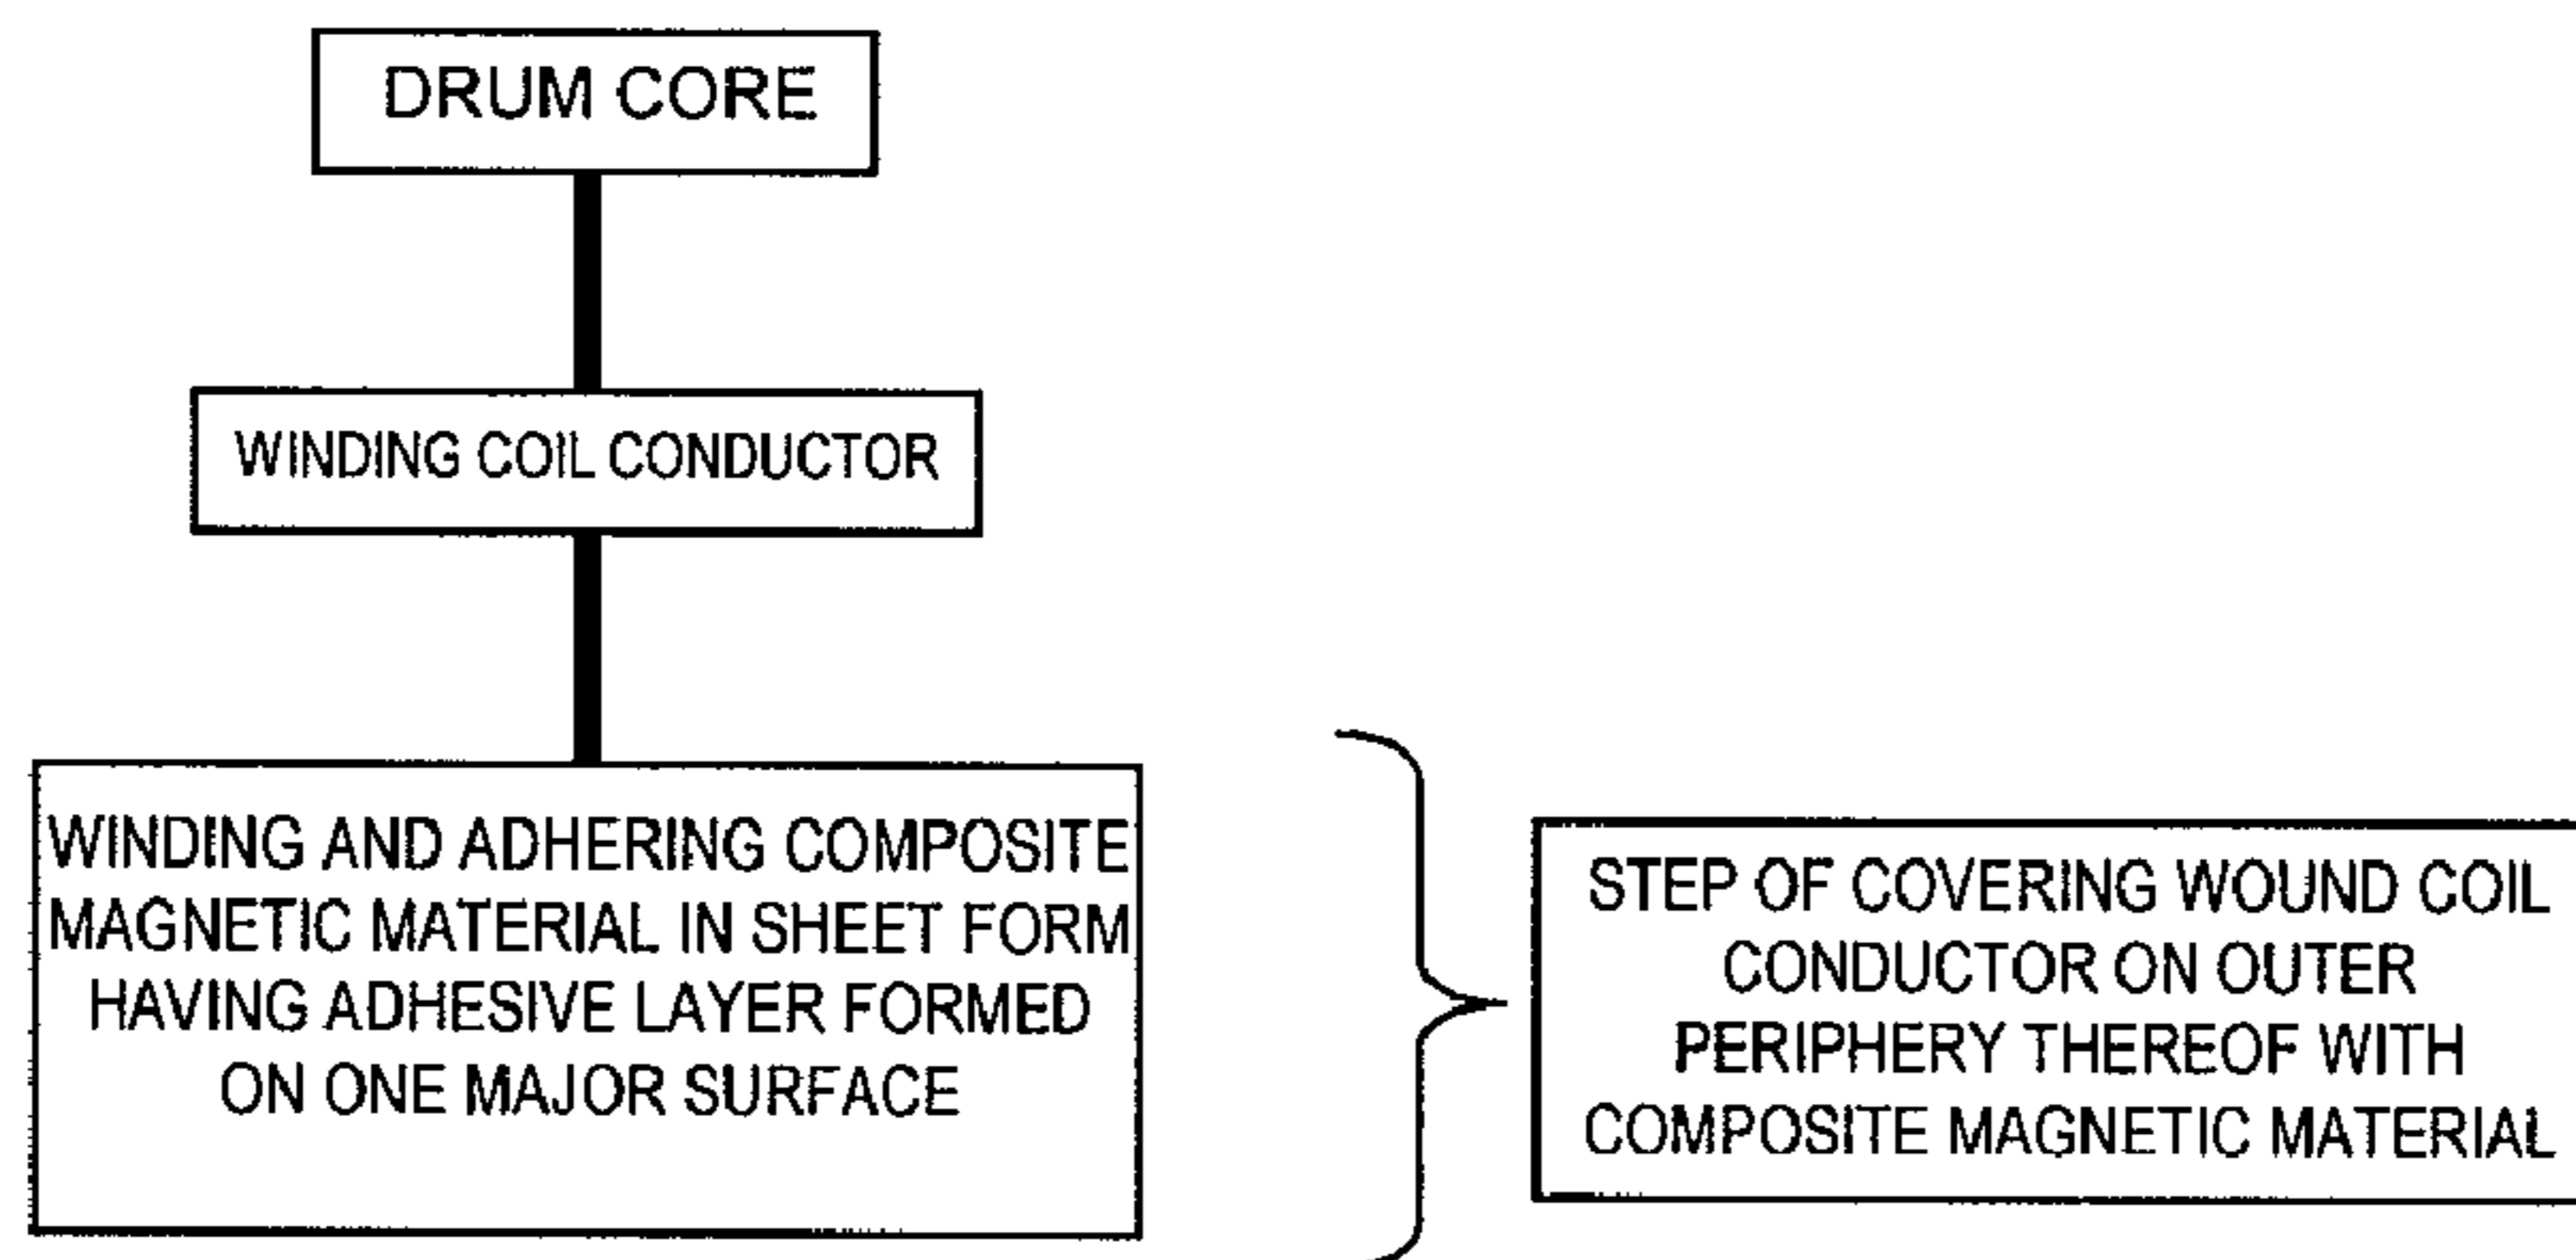 DRUM CORE
WINDING COIL CONDUCTOR
WINDING AND ADHERING COMPOSITE
MAGNETIC MATERIAL IN SHEET FORM
HAVING ADHESIVE LAYER FORMED
ON ONE MAJOR SURFACE
STEP OF COVERING WOUND COIL
CONDUCTOR ON OUTER
PERIPHERY THEREOF WITH
COMPOSITE MAGNETIC MATERIAL